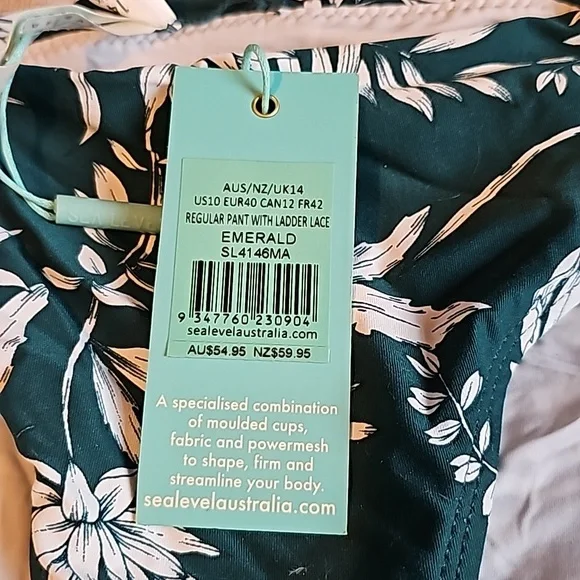 AUS/NZ/UK14
US10 EUR40 CAN12 FR42
REGULAR PANT WITH LADDER LACE
EMERALD
SL4146MA
9 347760 230904
sealevelaustralia.com
AU$54.95 NZ$59.95
A specialised combination
of moulded cups,
fabric and powermesh
to shape, firm and
streamline your body.
sealevelaustralia.com